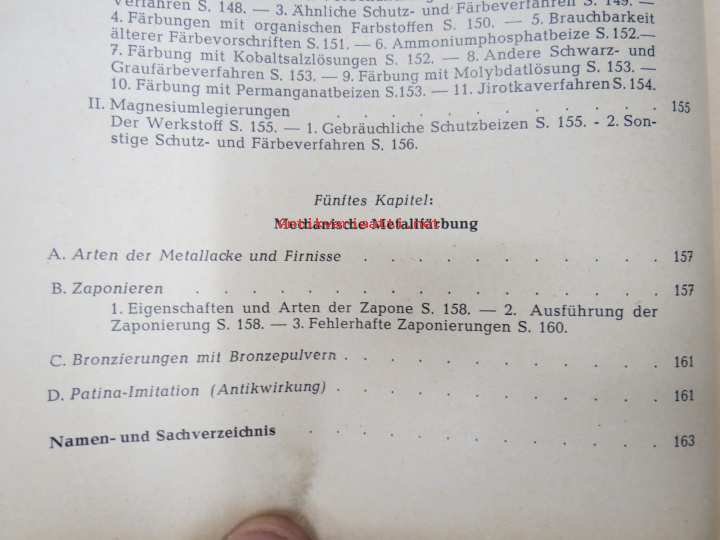 verfahren S. 148. — 3. Ähnliche Schutz- und Färbeverfahren S. 149. —
4. Färbungen mit organischen Farbstoffen S. 150. — 5. Brauchbarkeit
älterer Färbevorschriften S. 151. — 6. Ammoniumphosphatbeize S. 152.—
7. Färbung mit Kobaltsalzlösungen S. 152. — 8. Andere Schwarz- und
Graufärbeverfahren S. 153. — 9. Färbung mit Molybdatlösung S. 153. —
10. Färbung mit Permanganatbeizen S.153. — 11. Jirotkaverfahren S.154.
II. Magnesiumlegierungen . . . . . . . . . 155
Der Werkstoff S. 155. — 1. Gebräuchliche Schutzbeizen S. 155. - 2. Son-
stige Schutz- und Färbeverfahren S. 156.
Fünftes Kapitel:
Mechanische Metallfärbung
A. Arten der Metallacke und Firnisse . . . . . . . . 157
B. Zaponieren . . . . . . . . . . . . 157
1. Eigenschaften und Arten der Zapone S. 158. — 2. Ausführung der
Zaponierung S. 158. — 3. Fehlerhafte Zaponierungen S. 160.
C. Bronzierungen mit Bronzepulvern . . . . . . . . . 161
D. Patina-Imitation (Antikwirkung) . . . . . . . . . 161
Namen- und Sachverzeichnis . . . . . . . . . 163